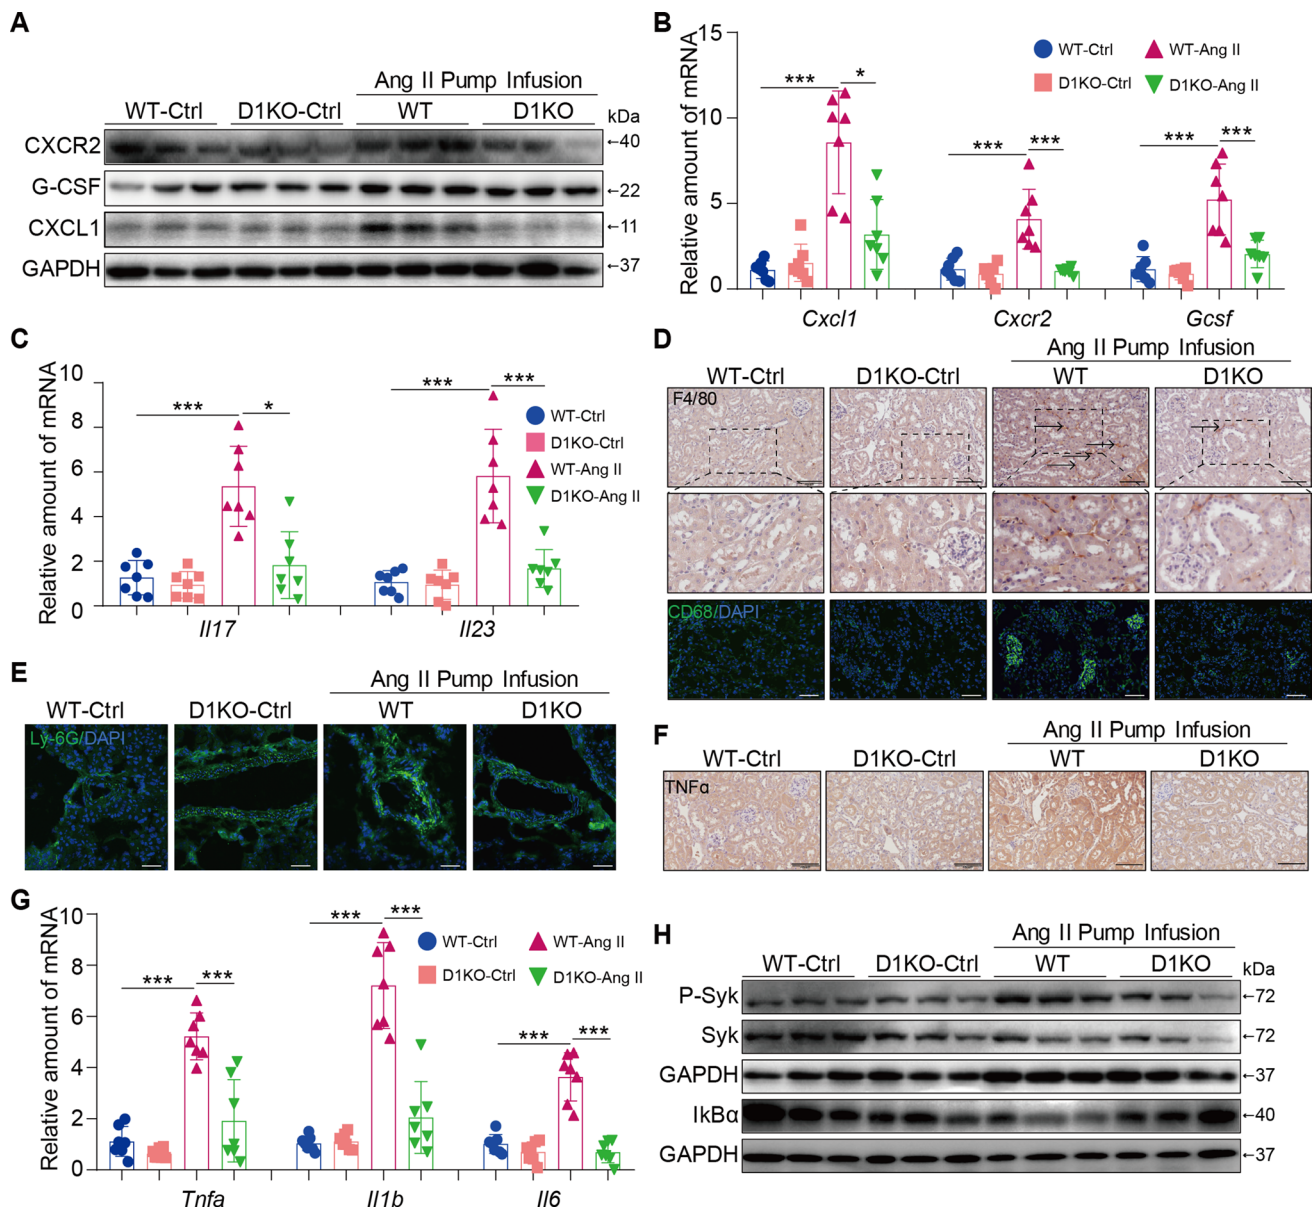 A
Ang II Pump Infusion
WT-Ctrl D1KO-Ctrl WT D1KO kDa
CXCR2 ←40
G-CSF ←22
CXCL1 ←11
GAPDH ←37
B
Relative amount of mRNA
15
10
5
0
WT-Ctrl WT-Ang II
D1KO-Ctrl D1KO-Ang II
*** * *** *** *** ***
Cxcl1 Cxcr2 Gcsf
C
Relative amount of mRNA
10
8
6
4
2
0
*** * *** ***
WT-Ctrl
D1KO-Ctrl
WT-Ang II
D1KO-Ang II
Il17 Il23
D
Ang II Pump Infusion
WT-Ctrl D1KO-Ctrl WT D1KO
F4/80
CD68/DAPI
E
Ang II Pump Infusion
WT-Ctrl D1KO-Ctrl WT D1KO
Ly-6G/DAPI
F
Ang II Pump Infusion
WT-Ctrl D1KO-Ctrl WT D1KO
TNFα
G
Relative amount of mRNA
10
8
6
4
2
0
*** *** *** *** *** ***
WT-Ctrl WT-Ang II
D1KO-Ctrl D1KO-Ang II
Tnfa Il1b Il6
H
Ang II Pump Infusion
WT-Ctrl D1KO-Ctrl WT D1KO kDa
P-Syk ←72
Syk ←72
GAPDH ←37
IkBα ←40
GAPDH ←37